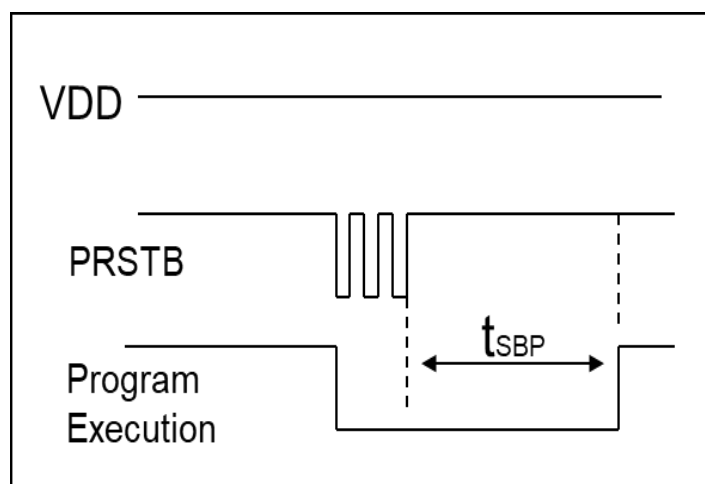 VDD
PRSTB
tSBP
Program
Execution